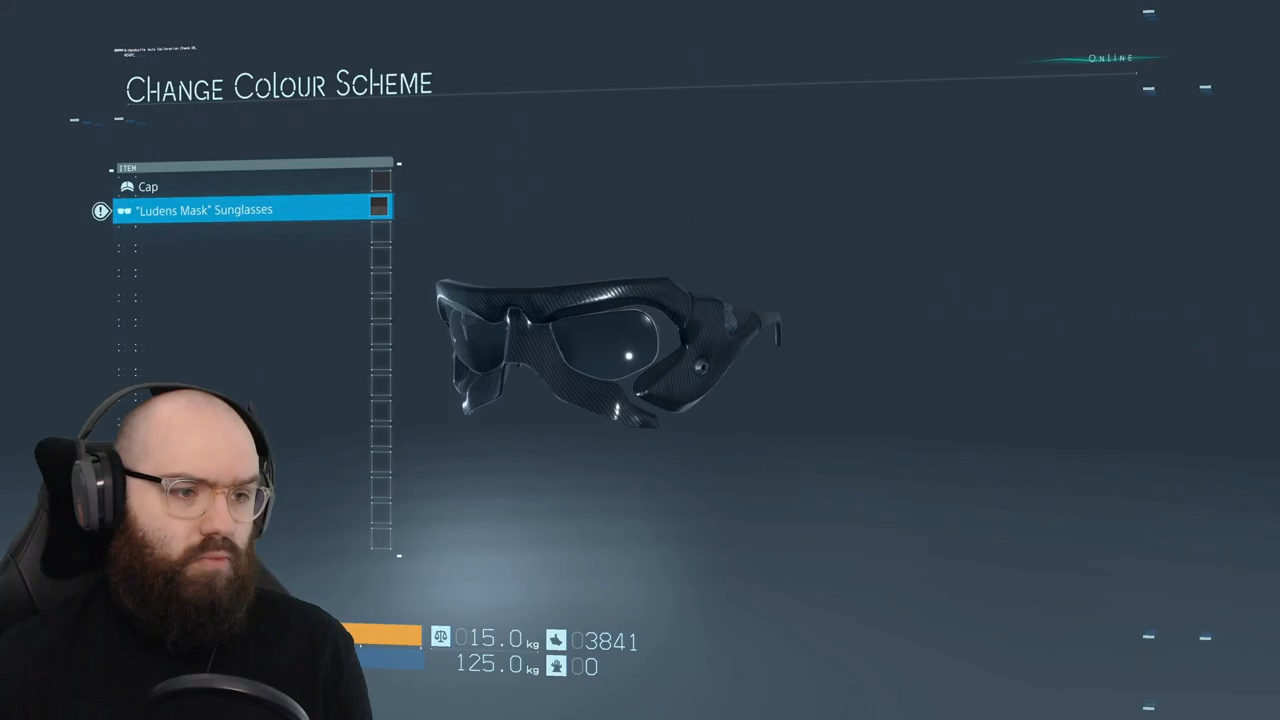 ONLINE
CHANGE COLOUR SCHEME
ITEM
Cap
"Ludens Mask" Sunglasses
015.0 kg
03841
125.0 kg
00